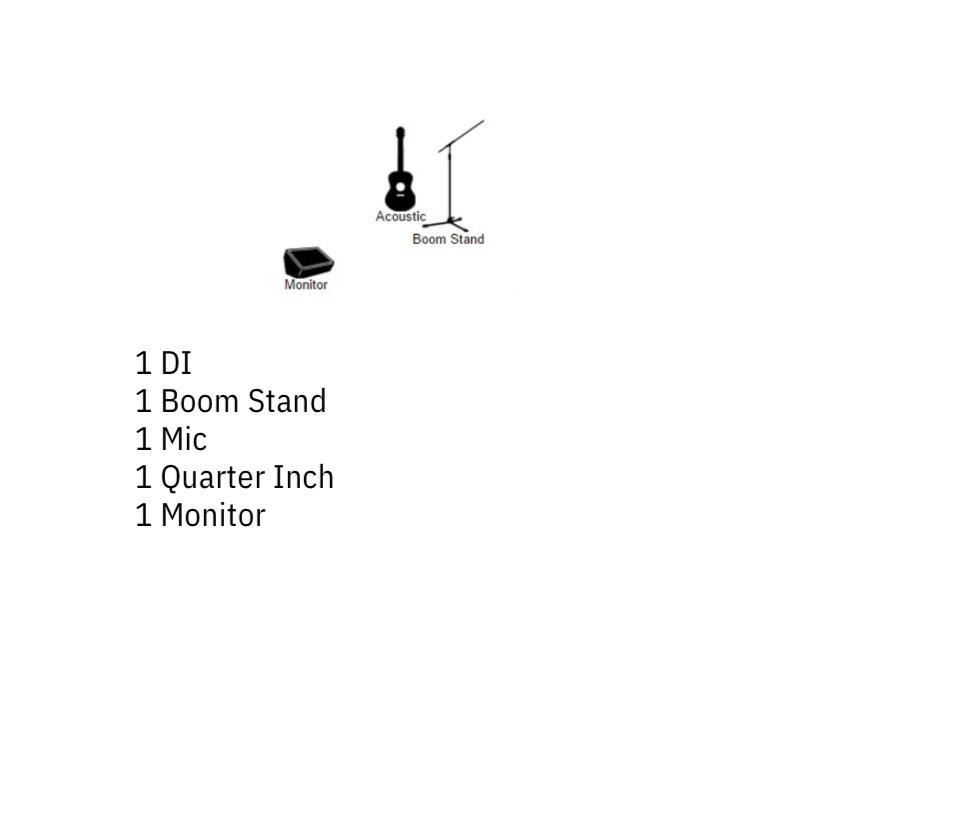 Acoustic
Boom Stand
Monitor
1 DI
1 Boom Stand
1 Mic
1 Quarter Inch
1 Monitor